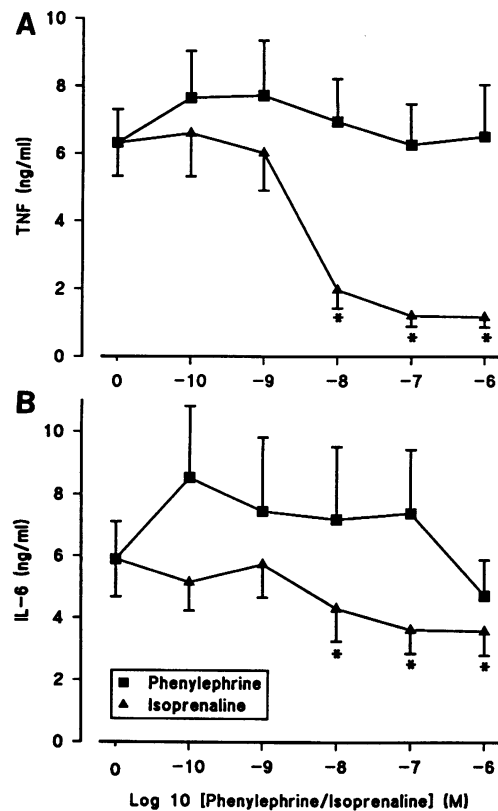 A
10
8
6
4
2
0
TNF (ng/ml)
* * *
0 -10 -9 -8 -7 -6
B
10
8
6
4
2
0
IL-6 (ng/ml)
* * *
Phenylephrine
Isoprenaline
0 -10 -9 -8 -7 -6
Log 10 [Phenylephrine/Isoprenaline] (M)